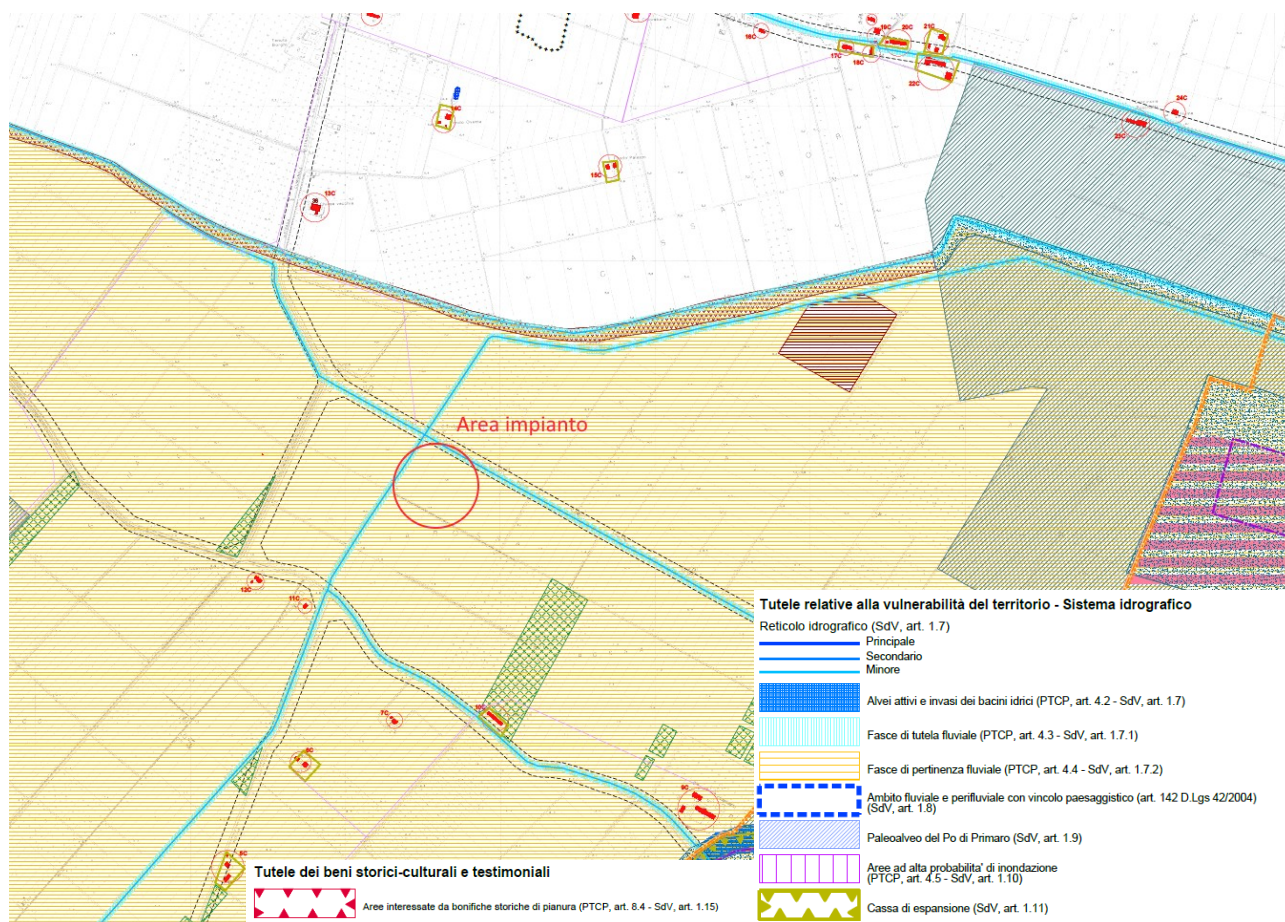 16C
19C
20C
21C
17C
18C
22C
24C
23C
14C
15C
13C
Area impianto
12C
11C
7C
10C
8C
9C
Tutele relative alla vulnerabilità del territorio - Sistema idrografico
Reticolo idrografico (SdV, art. 1.7)
Principale
Secondario
Minore
Alvei attivi e invasi dei bacini idrici (PTCP, art. 4.2 - SdV, art. 1.7)
Fasce di tutela fluviale (PTCP, art. 4.3 - SdV, art. 1.7.1)
Fasce di pertinenza fluviale (PTCP, art. 4.4 - SdV, art. 1.7.2)
Ambito fluviale e perifluviale con vincolo paesaggistico (art. 142 D.Lgs 42/2004)
(SdV, art. 1.8)
Paleoalveo del Po di Primaro (SdV, art. 1.9)
Aree ad alta probabilita' di inondazione
(PTCP, art. 4.5 - SdV, art. 1.10)
Cassa di espansione (SdV, art. 1.11)
Tutele dei beni storici-culturali e testimoniali
Aree interessate da bonifiche storiche di pianura (PTCP, art. 8.4 - SdV, art. 1.15)